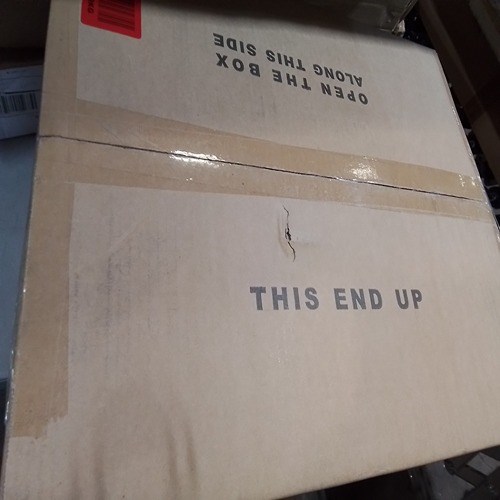 OPEN THE BOX
ALONG THIS SIDE
THIS END UP